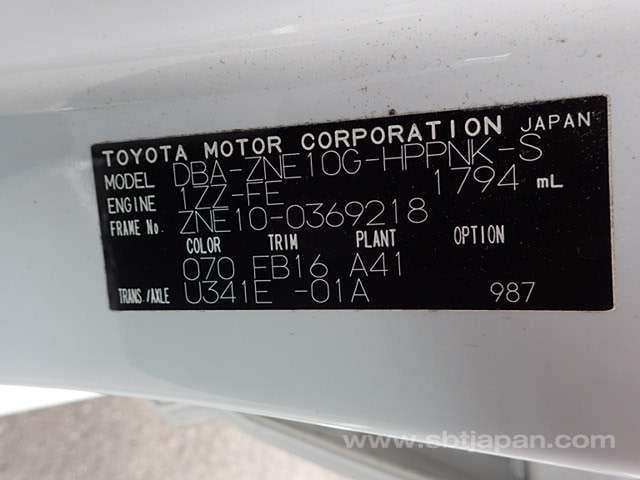 TOYOTA MOTOR CORPORATION JAPAN
MODEL DBA-ZNE10G-HPPNK-S
ENGINE 1ZZ-FE 1794 mL
FRAME No. ZNE10-0369218
COLOR TRIM PLANT OPTION
070 FB16 A41
TRANS./AXLE U341E -01A 987
www.sbtjapan.com